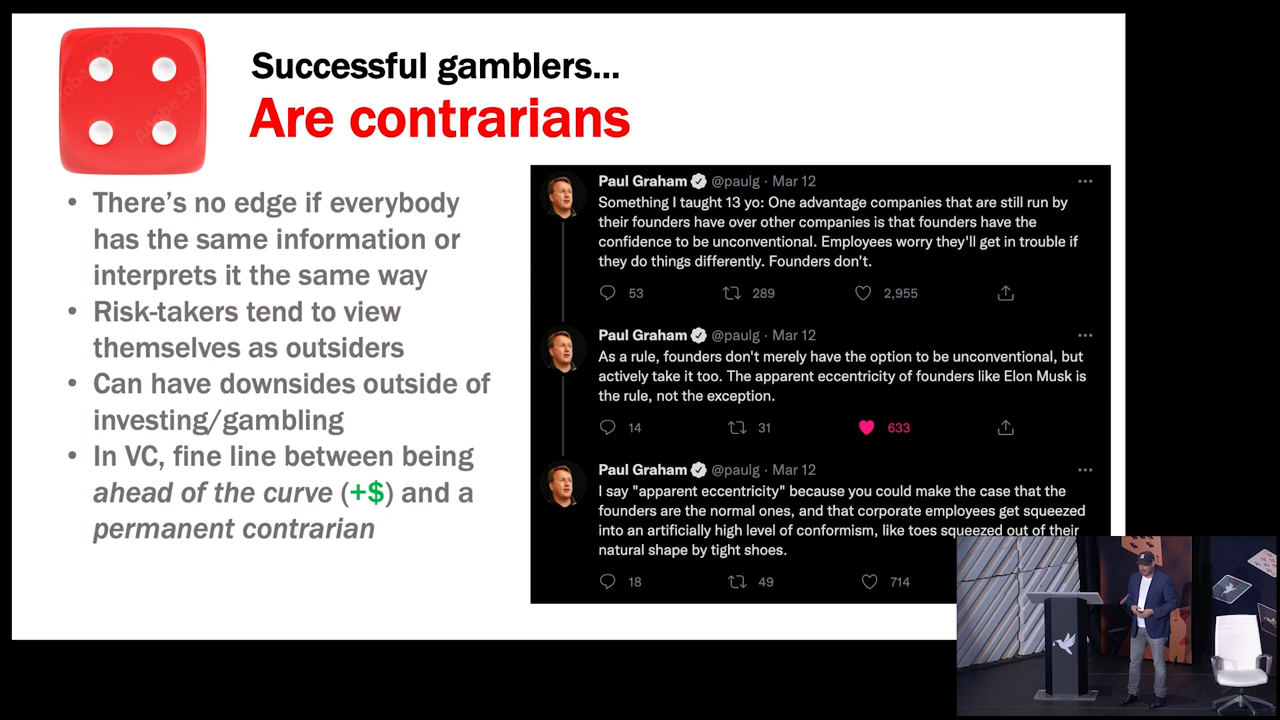 Successful gamblers...
Are contrarians
• There's no edge if everybody
has the same information or
interprets it the same way
• Risk-takers tend to view
themselves as outsiders
• Can have downsides outside of
investing/gambling
• In VC, fine line between being
ahead of the curve (+$) and a
permanent contrarian
Paul Graham @paulg · Mar 12
Something I taught 13 yo: One advantage companies that are still run by
their founders have over other companies is that founders have the
confidence to be unconventional. Employees worry they'll get in trouble if
they do things differently. Founders don't.
53 289 2,955
Paul Graham @paulg · Mar 12
As a rule, founders don't merely have the option to be unconventional, but
actively take it too. The apparent eccentricity of founders like Elon Musk is
the rule, not the exception.
14 31 633
Paul Graham @paulg · Mar 12
I say "apparent eccentricity" because you could make the case that the
founders are the normal ones, and that corporate employees get squeezed
into an artificially high level of conformism, like toes squeezed out of their
natural shape by tight shoes.
18 49 714